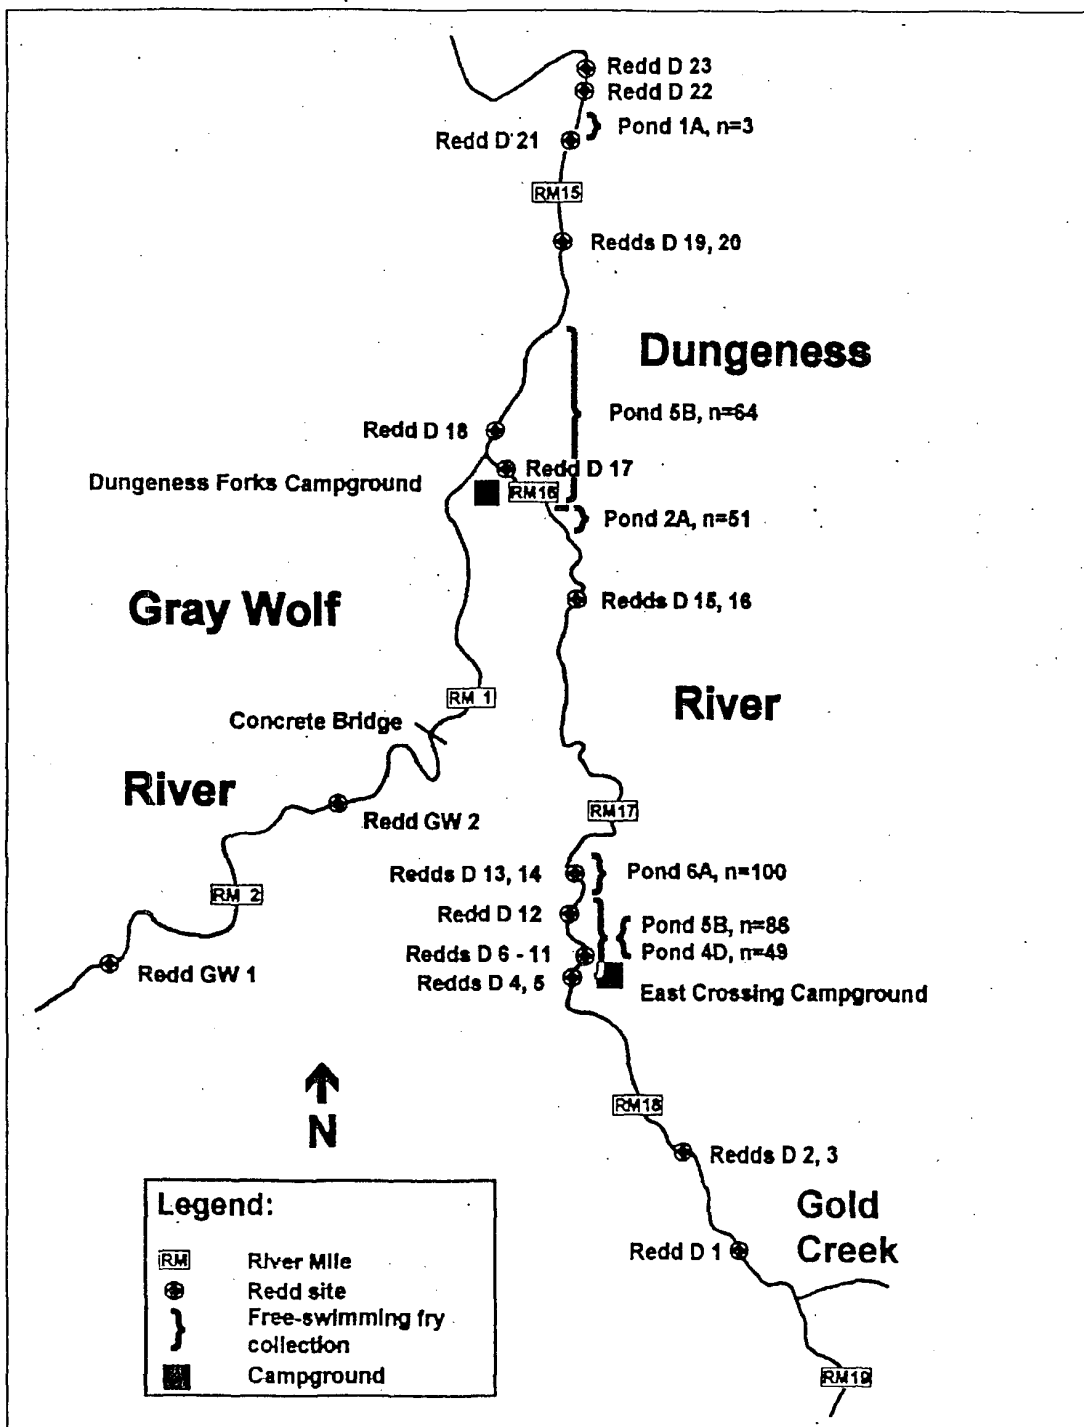 Redd D 23
Redd D 22
Pond 1A, n=3
Redd D 21
RM15
Redds D 19, 20
Dungeness
Pond 5B, n=64
Redd D 18
Redd D 17
Dungeness Forks Campground
RM16
Pond 2A, n=51
Redds D 15, 16
Gray Wolf
RM 1
River
Concrete Bridge
River
Redd GW 2
RM17
Redds D 13, 14
Pond 6A, n=100
RM 2
Redd D 12
Pond 5B, n=86
Redds D 6 - 11
Pond 4D, n=49
Redd GW 1
Redds D 4, 5
East Crossing Campground
RM18
N
Redds D 2, 3
Legend:
Gold
Creek
Redd D 1
RM
River Mile
Redd site
Free-swimming fry
collection
Campground
RM19